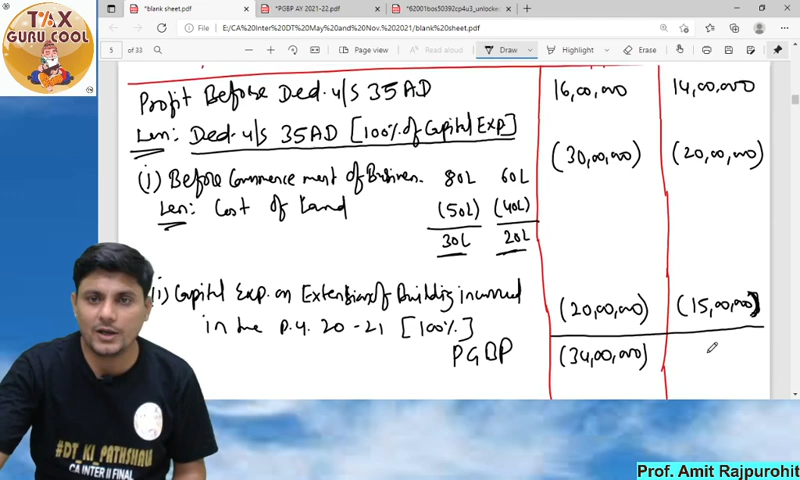 TAX
GURU COOL
*blank sheet.pdf
*PGBP AY 2021-22.pdf
*62001bos50392cp4u3_unlocked
File
E:/CA%20Inter%20DT%20May%20and%20Nov.%202021/blank%20sheet.pdf
5
of 33
Page view
Read aloud
Draw
Highlight
Erase
Profit Before Ded. u/s 35AD 16,00,000 14,00,000
Len: Ded. u/s 35AD [100% of Capital Exp]
(30,00,000) (20,00,000)
(i) Before Commencement of Business. 80L 60L
Len: Cost of Land (50L) (40L)
30L 20L
(i) Capital Exp. on Extension of Building incurred
(20,00,000) (15,00,000)
in the P.Y. 20-21 [100%]
PGBP (34,00,000)
#DT_KI_PATHSHALA
CA INTER II FINAL
Prof. Amit Rajpurohit